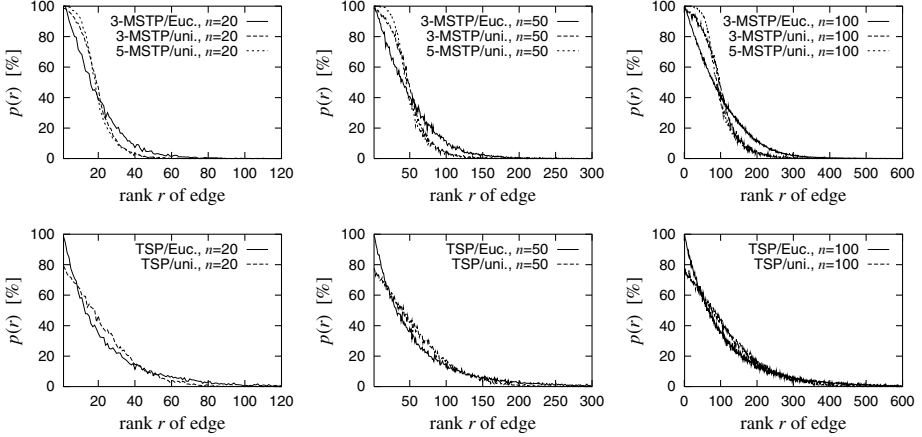 3-MSTP/Euc., n=20
3-MSTP/uni., n=20
5-MSTP/uni., n=20
p(r) [%]
100
80
60
40
20
0
20 40 60 80 100 120
rank r of edge
3-MSTP/Euc., n=50
3-MSTP/uni., n=50
5-MSTP/uni., n=50
p(r) [%]
100
80
60
40
20
0
50 100 150 200 250 300
rank r of edge
3-MSTP/Euc., n=100
3-MSTP/uni., n=100
5-MSTP/uni., n=100
p(r) [%]
100
80
60
40
20
0
0 100 200 300 400 500 600
rank r of edge
TSP/Euc., n=20
TSP/uni., n=20
p(r) [%]
100
80
60
40
20
0
20 40 60 80 100 120
rank r of edge
TSP/Euc., n=50
TSP/uni., n=50
p(r) [%]
100
80
60
40
20
0
50 100 150 200 250 300
rank r of edge
TSP/Euc., n=100
TSP/uni., n=100
p(r) [%]
100
80
60
40
20
0
0 100 200 300 400 500 600
rank r of edge